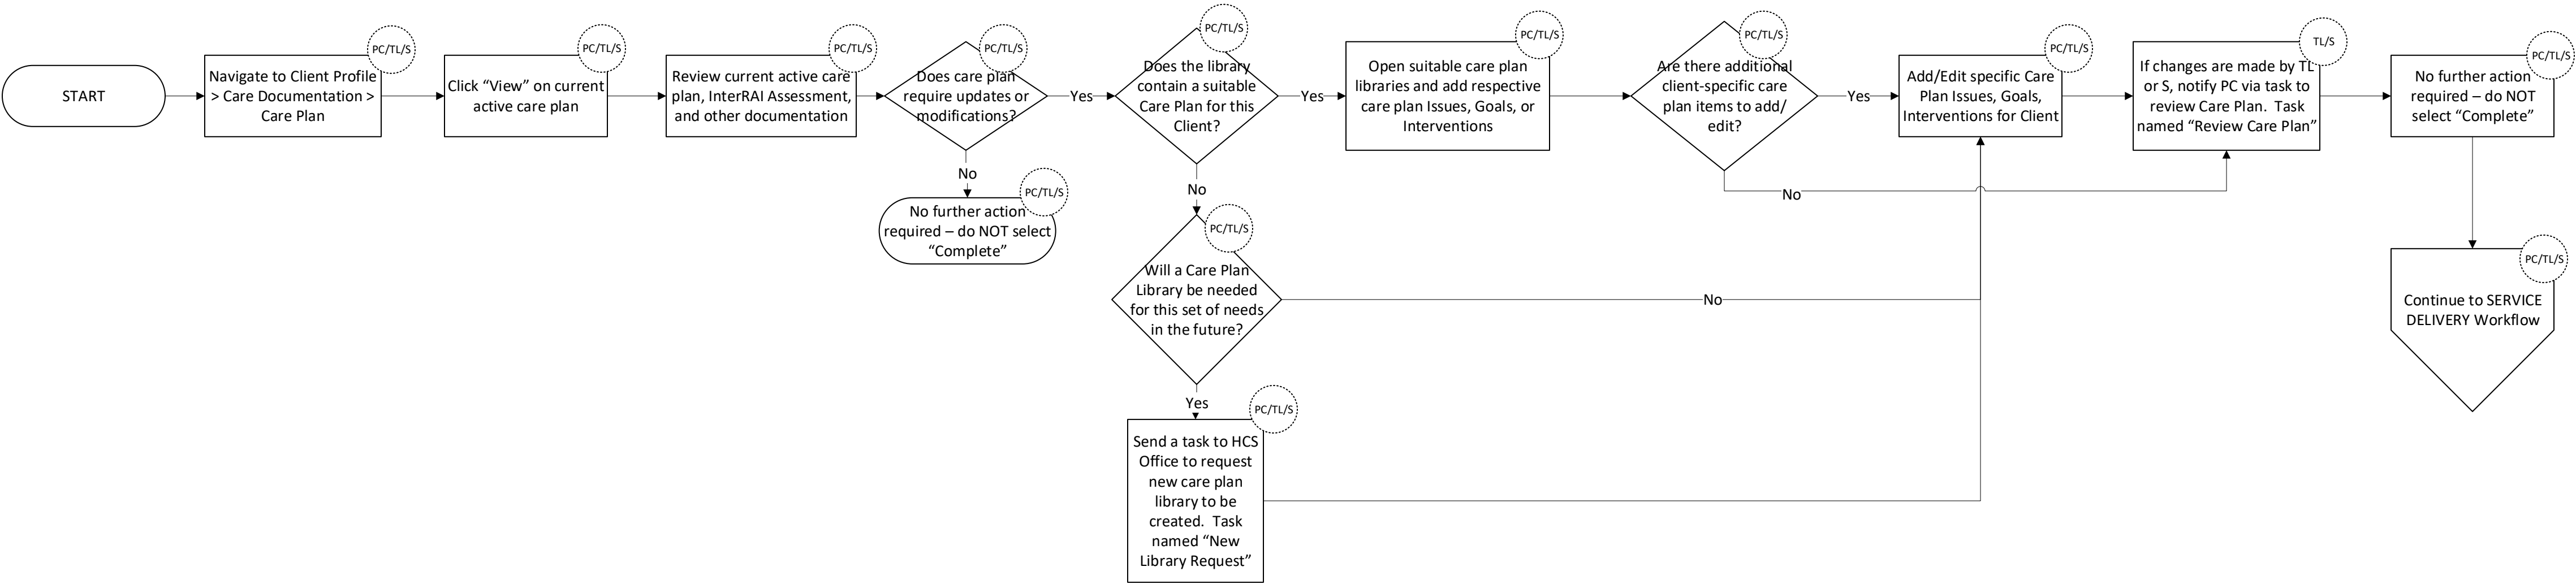 START
PC/TL/S
Navigate to Client Profile
> Care Documentation >
Care Plan
PC/TL/S
Click “View” on current
active care plan
PC/TL/S
Review current active care
plan, InterRAI Assessment,
and other documentation
PC/TL/S
Does care plan
require updates or
modifications?
Yes
No
PC/TL/S
No further action
required – do NOT select
“Complete”
PC/TL/S
Does the library
contain a suitable
Care Plan for this
Client?
Yes
No
PC/TL/S
Will a Care Plan
Library be needed
for this set of needs
in the future?
No
Yes
PC/TL/S
Send a task to HCS
Office to request
new care plan
library to be
created.  Task
named “New
Library Request”
PC/TL/S
Open suitable care plan
libraries and add respective
care plan Issues, Goals, or
Interventions
PC/TL/S
Are there additional
client-specific care
plan items to add/
edit?
Yes
No
PC/TL/S
Add/Edit specific Care
Plan Issues, Goals,
Interventions for Client
TL/S
If changes are made by TL
or S, notify PC via task to
review Care Plan.  Task
named “Review Care Plan”
PC/TL/S
No further action
required – do NOT
select “Complete”
PC/TL/S
Continue to SERVICE
DELIVERY Workflow